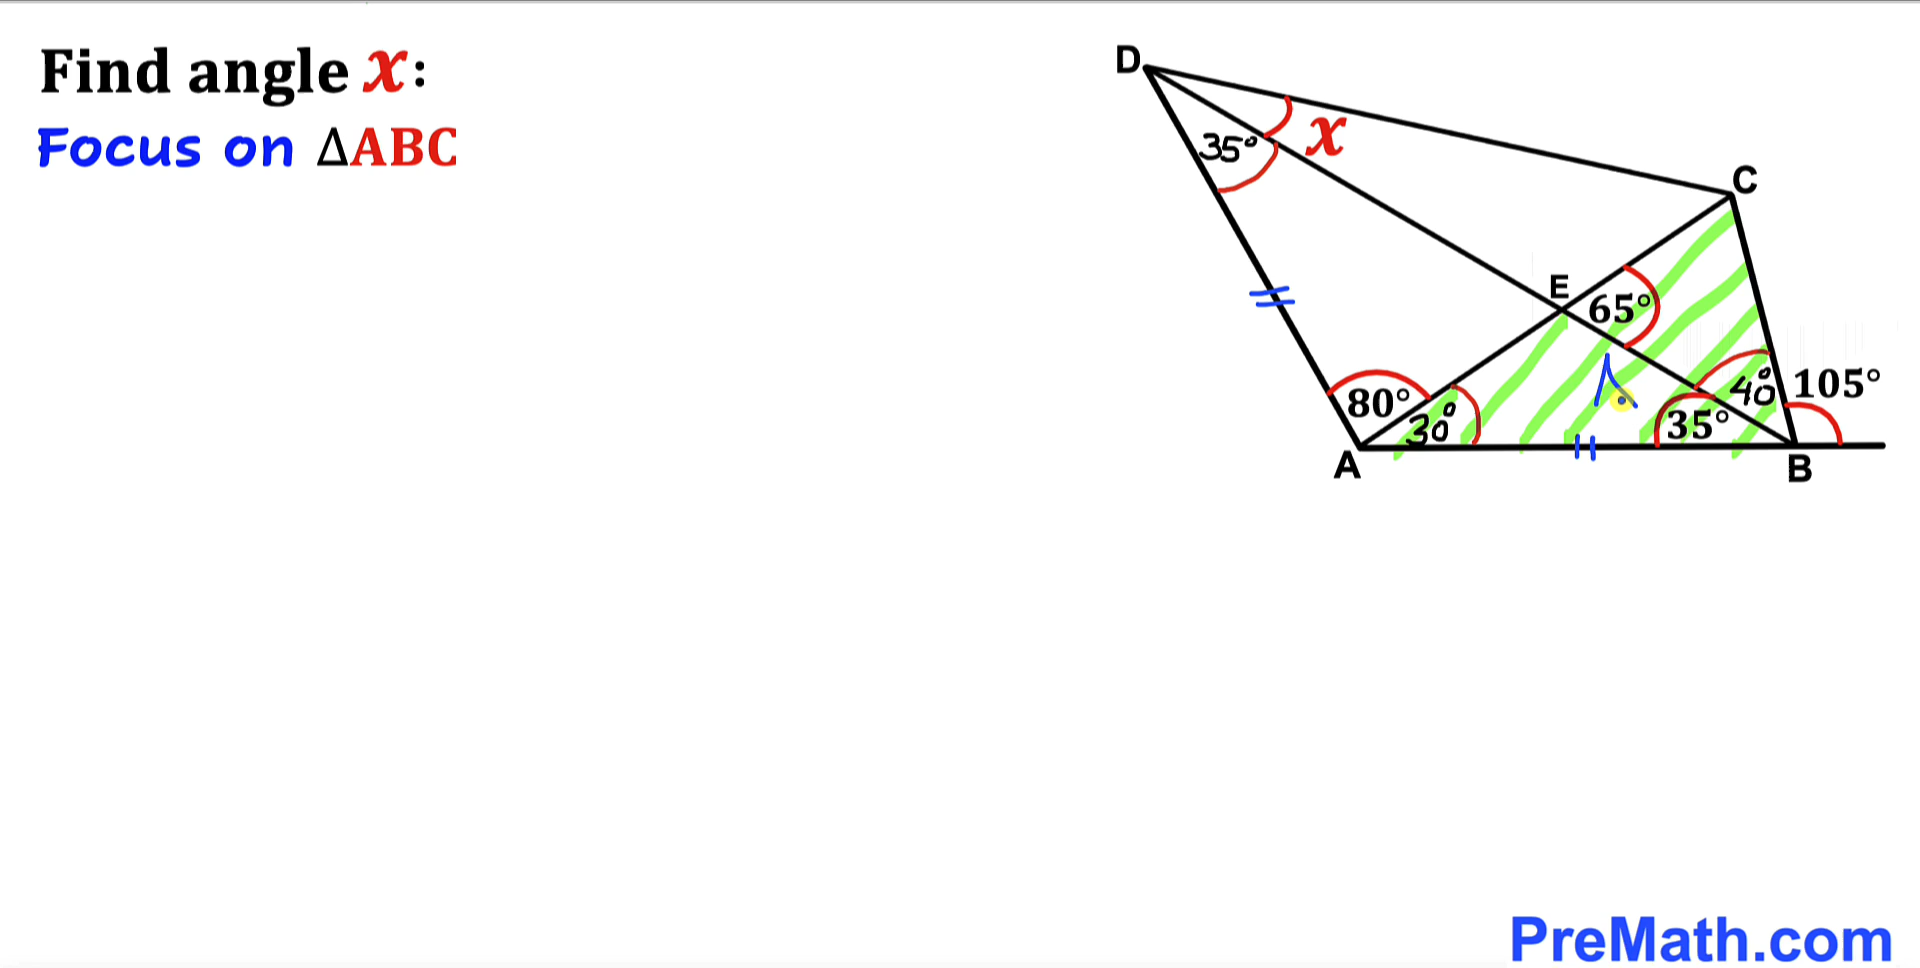 Find angle x:
Focus on ΔABC
D
35°
x
C
E
65°
80°
30°
35°
40°
105°
A
B
PreMath.com